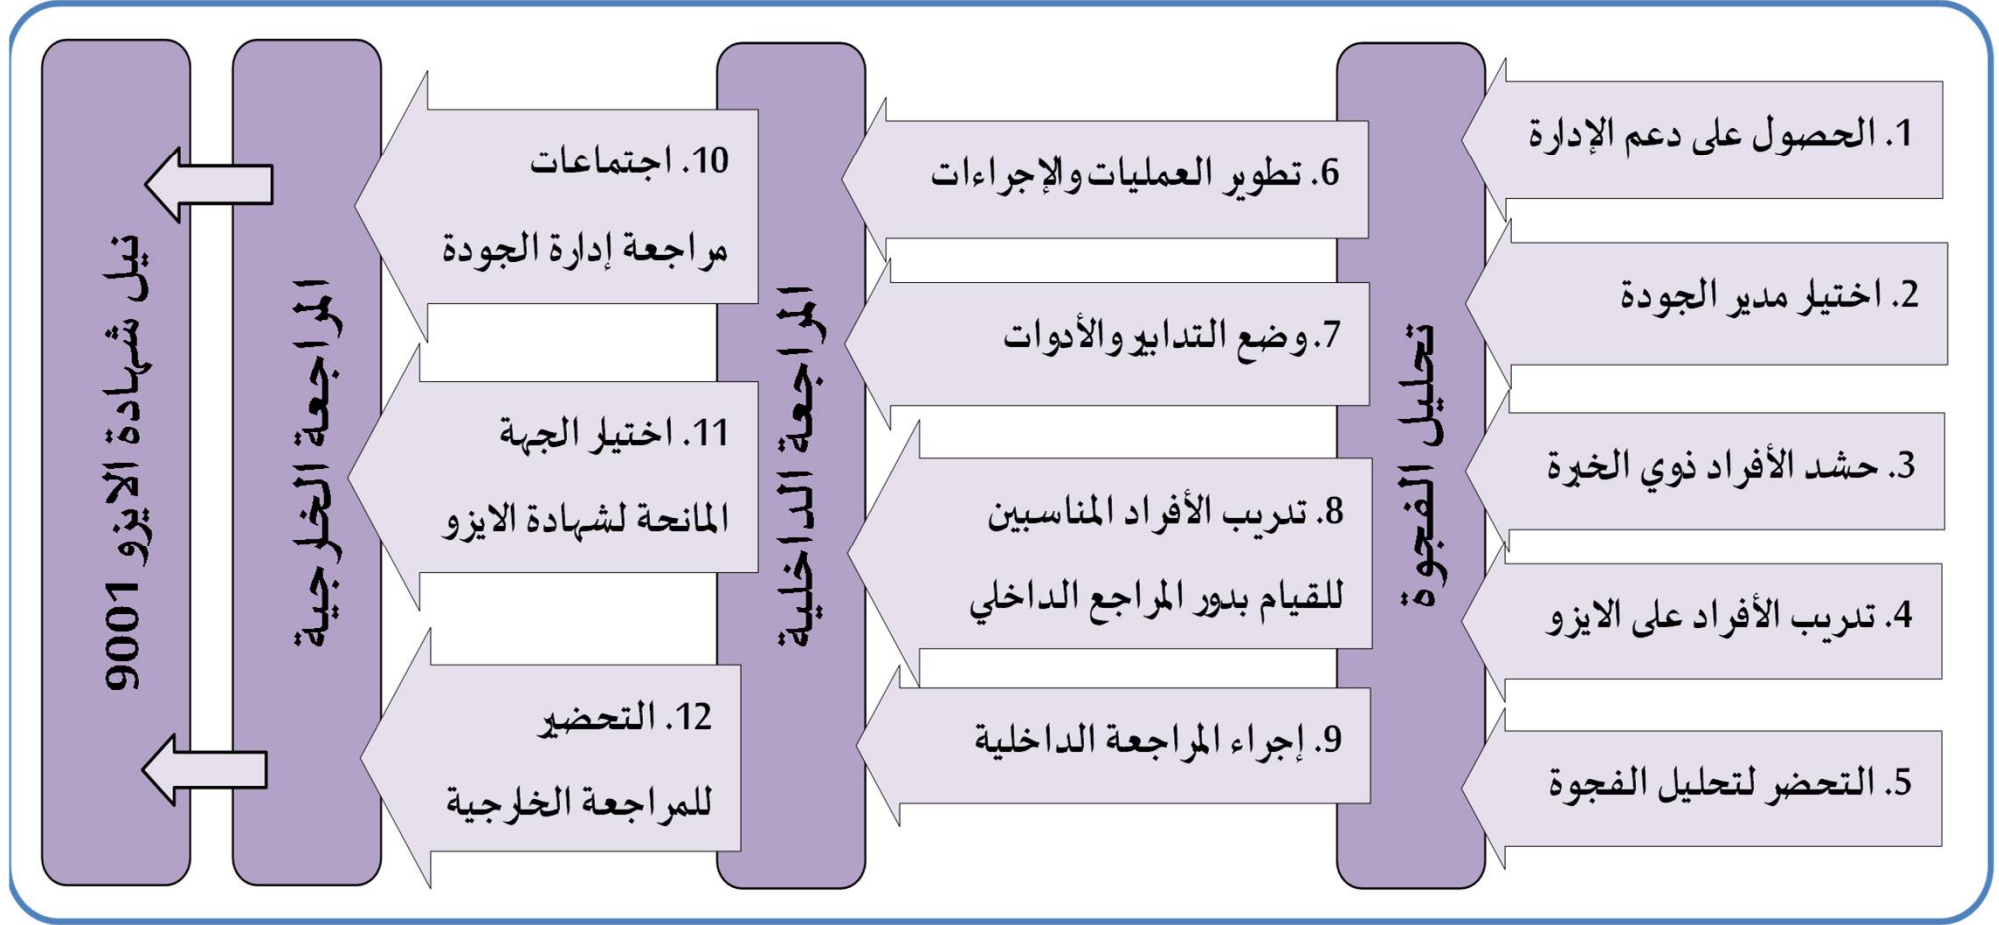 1. الحصول على دعم الإدارة
2. اختيار مدير الجودة
3. حشد الأفراد ذوي الخبرة
4. تدريب الأفراد على الايزو
5. التحضر لتحليل الفجوة
تحليل الفجوة
6. تطوير العمليات والإجراءات
7. وضع التدابير والأدوات
8. تدريب الأفراد المناسبين
للقيام بدور المراجع الداخلي
9. إجراء المراجعة الداخلية
المراجعة الداخلية
10. اجتماعات
مراجعة إدارة الجودة
11. اختيار الجهة
المانحة لشهادة الايزو
12. التحضير
للمراجعة الخارجية
المراجعة الخارجية
نيل شهادة الايزو 9001